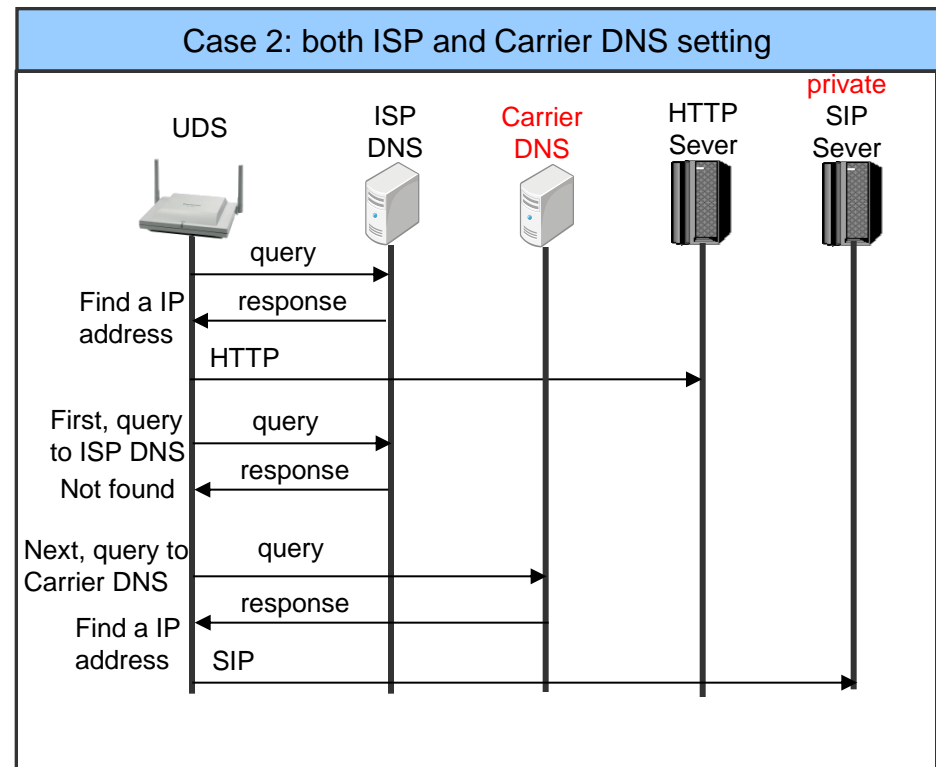 Case 2: both ISP and Carrier DNS setting
UDS
ISP
DNS
Carrier
DNS
HTTP
Sever
private
SIP
Sever
query
Find a IP
address
response
HTTP
First, query
to ISP DNS
query
Not found
response
Next, query to
Carrier DNS
query
response
Find a IP
address
SIP